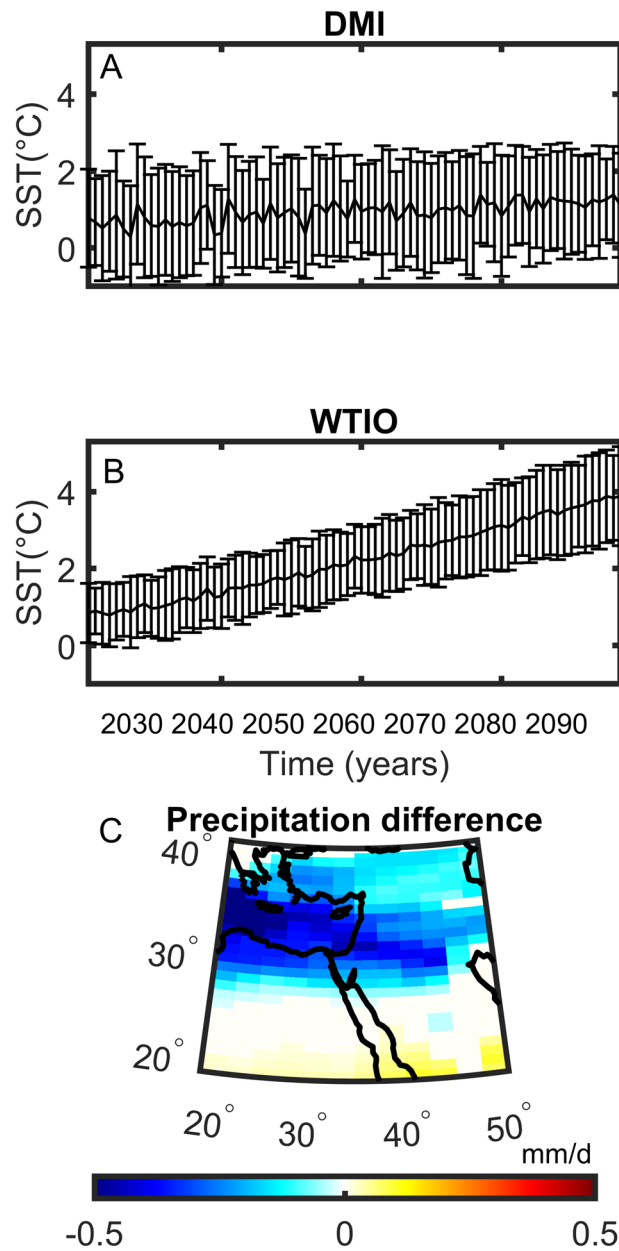 DMI
A
4
2
0
SST(°C)
WTIO
B
4
2
0
SST(°C)
2030 2040 2050 2060 2070 2080 2090
Time (years)
C
Precipitation difference
40°
30°
20°
20° 30° 40° 50°
mm/d
-0.5 0 0.5